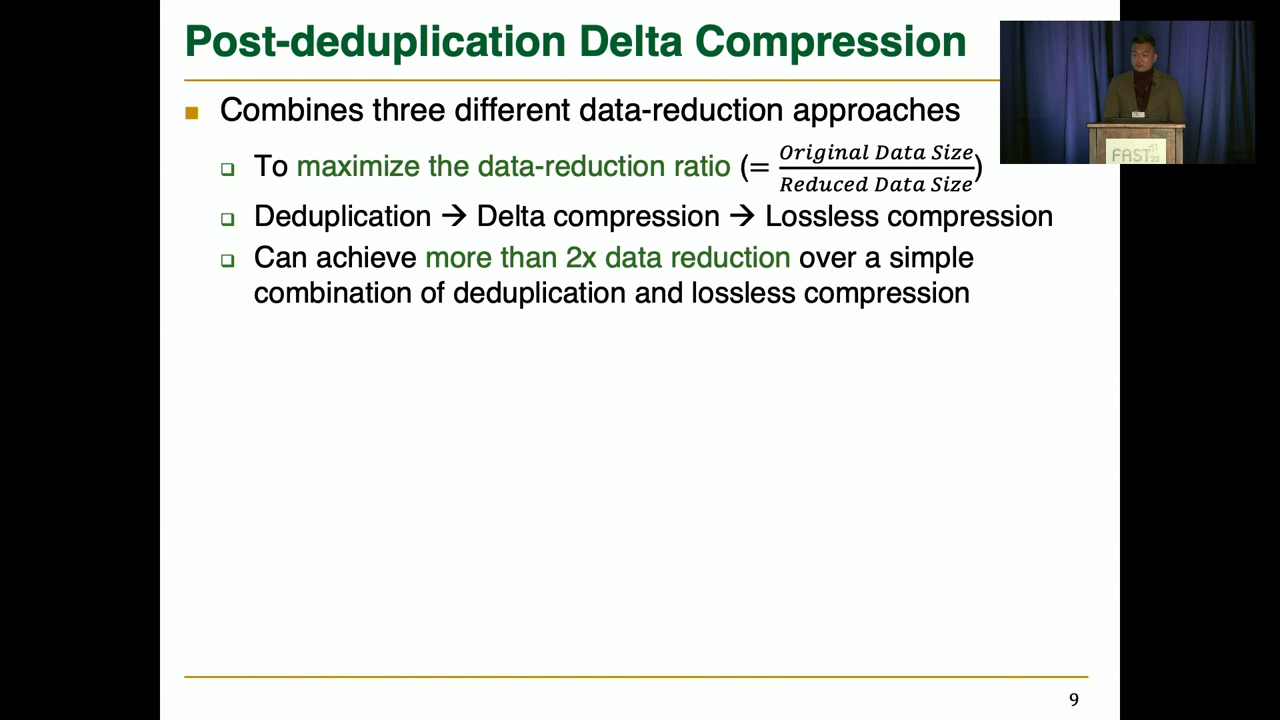 Post-deduplication Delta Compression
Combines three different data-reduction approaches
To maximize the data-reduction ratio (= Original Data Size / Reduced Data Size)
Deduplication → Delta compression → Lossless compression
Can achieve more than 2x data reduction over a simple
combination of deduplication and lossless compression
FAST
9